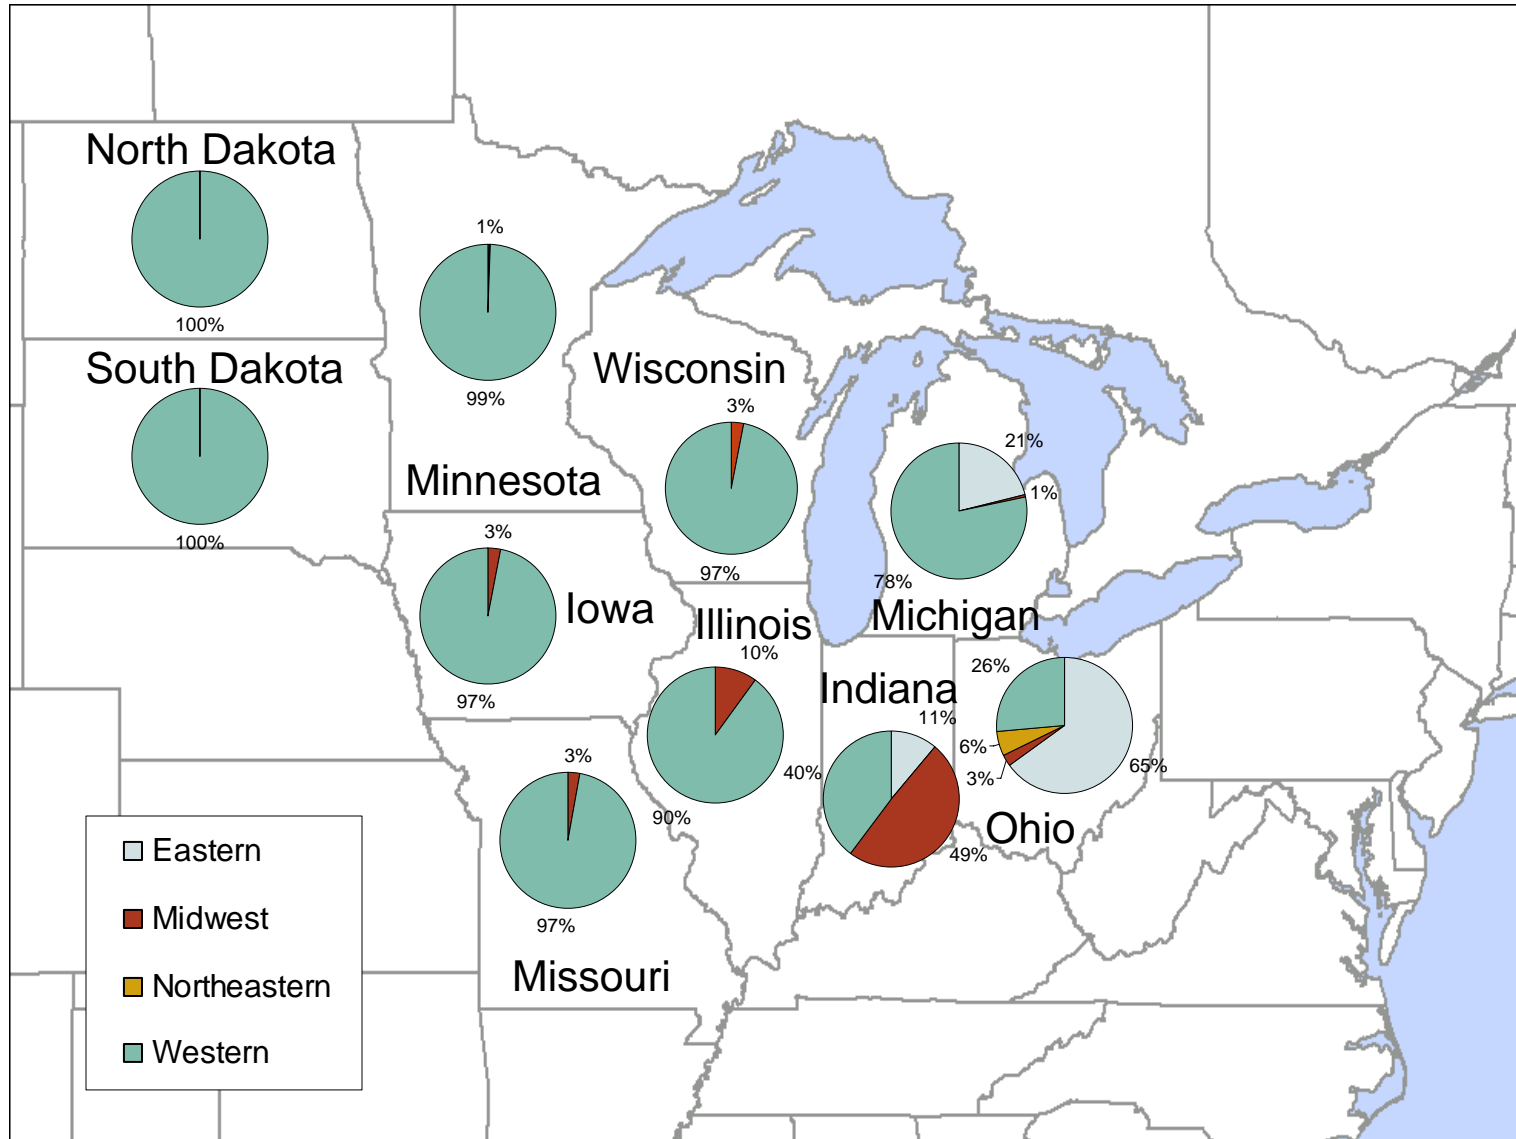 North Dakota
100%
South Dakota
100%
1%
99%
Minnesota
Wisconsin
3%
97%
21%
1%
78%
Michigan
3%
Iowa
97%
Illinois
10%
90%
Indiana
11%
40%
49%
26%
6%
3%
65%
Ohio
3%
97%
Missouri
Eastern
Midwest
Northeastern
Western